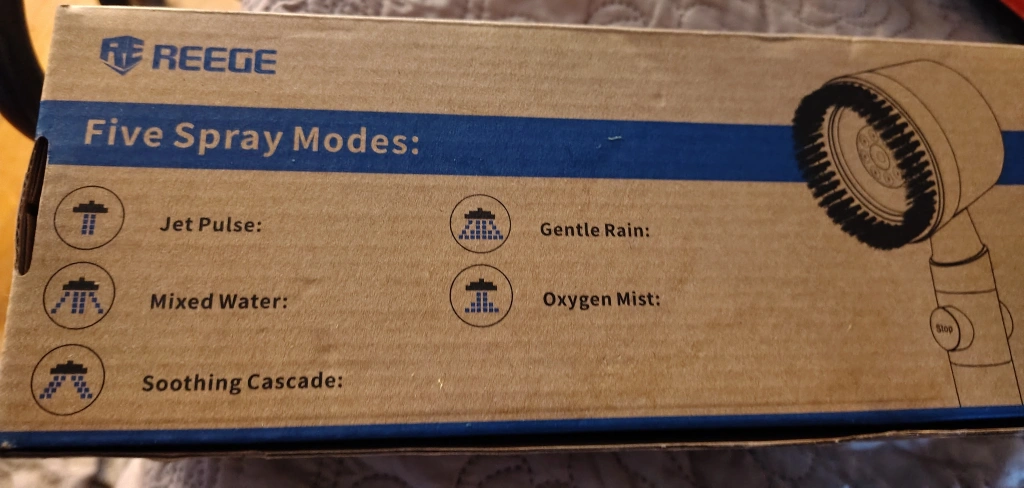 REEGE
Five Spray Modes:
Jet Pulse:
Gentle Rain:
Mixed Water:
Oxygen Mist:
Soothing Cascade:
Stop